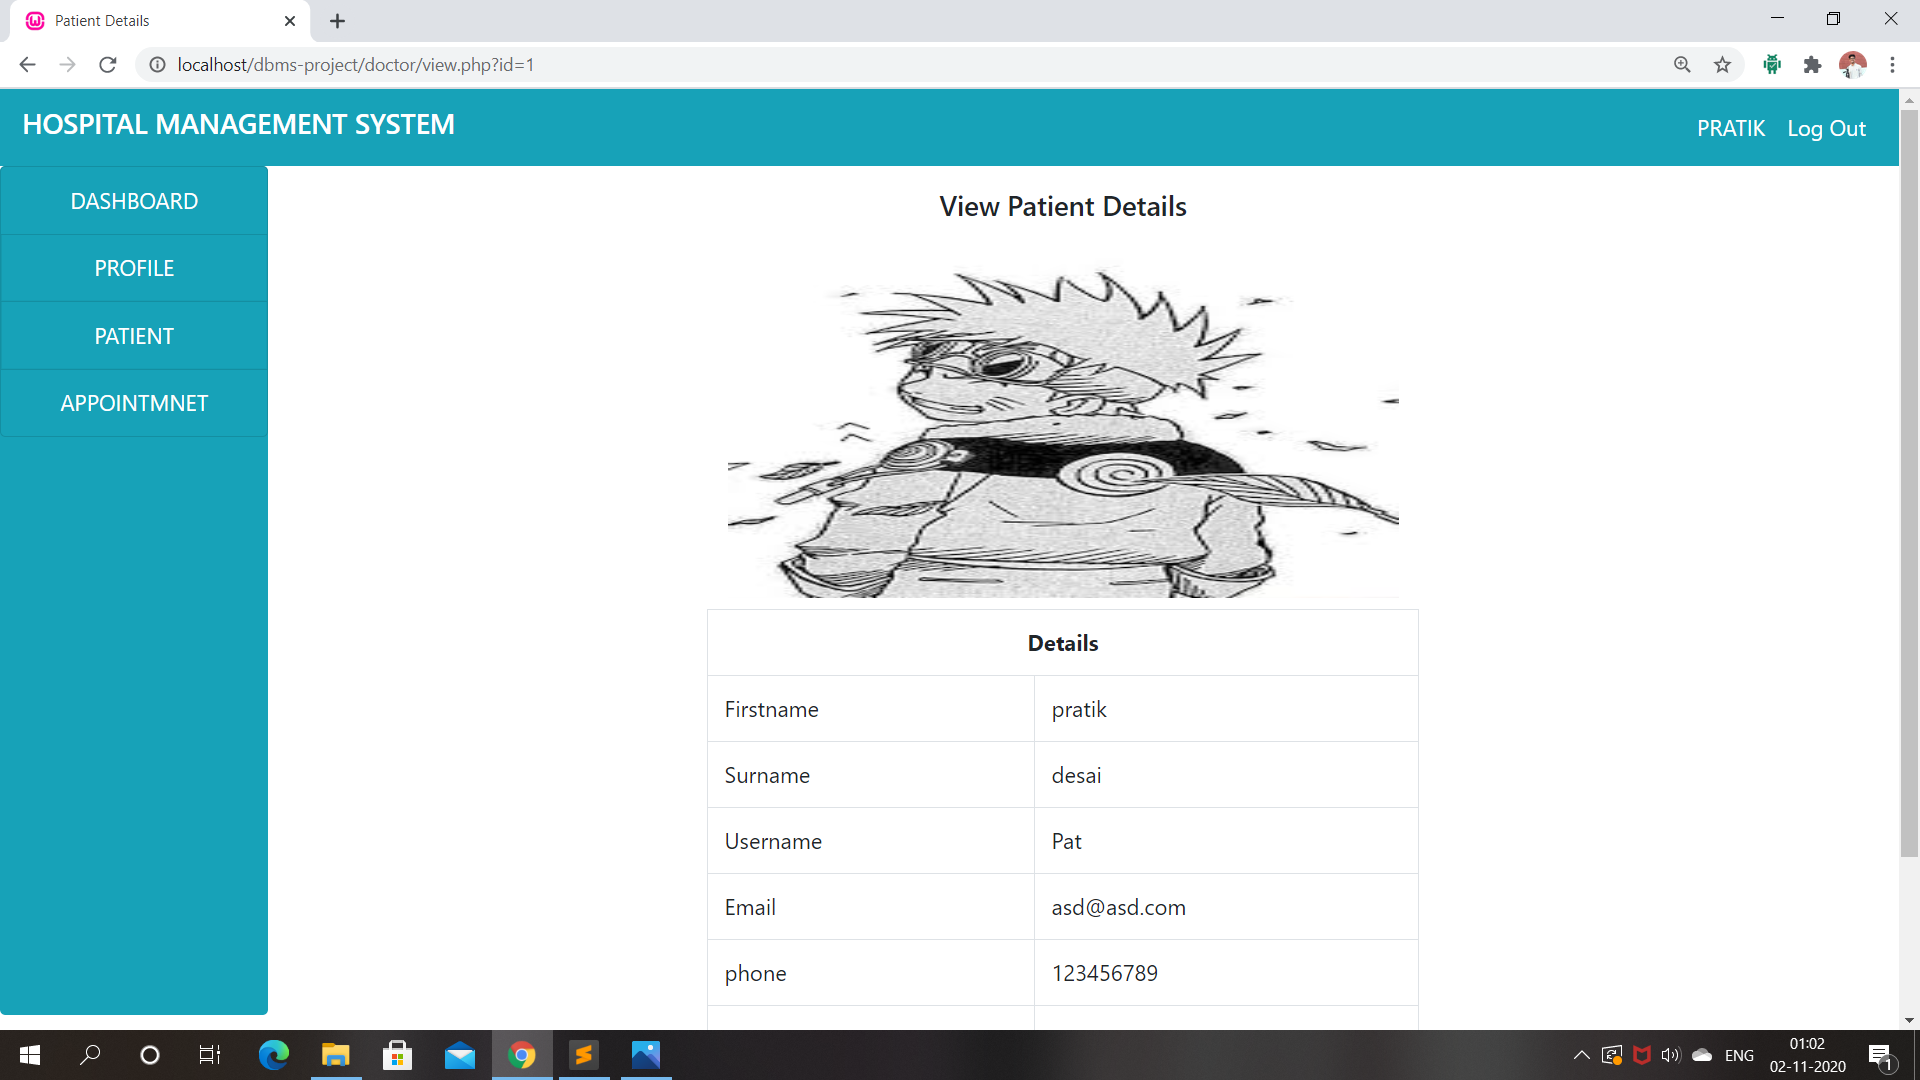 Patient Details
localhost/dbms-project/doctor/view.php?id=1
HOSPITAL MANAGEMENT SYSTEM
PRATIK Log Out
DASHBOARD
PROFILE
PATIENT
APPOINTMNET
View Patient Details
Details
Firstname pratik
Surname desai
Username Pat
Email asd@asd.com
phone 123456789
ENG
01:02
02-11-2020
1